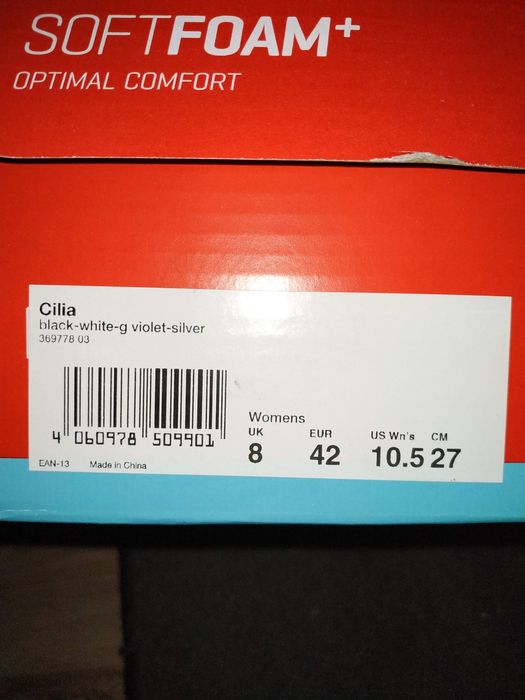 SOFTFOAM+
OPTIMAL COMFORT
Cilia
black-white-g violet-silver
369778 03
4 060978 509901
EAN-13 Made in China
Womens
UK EUR US Wn's CM
8 42 10.5 27